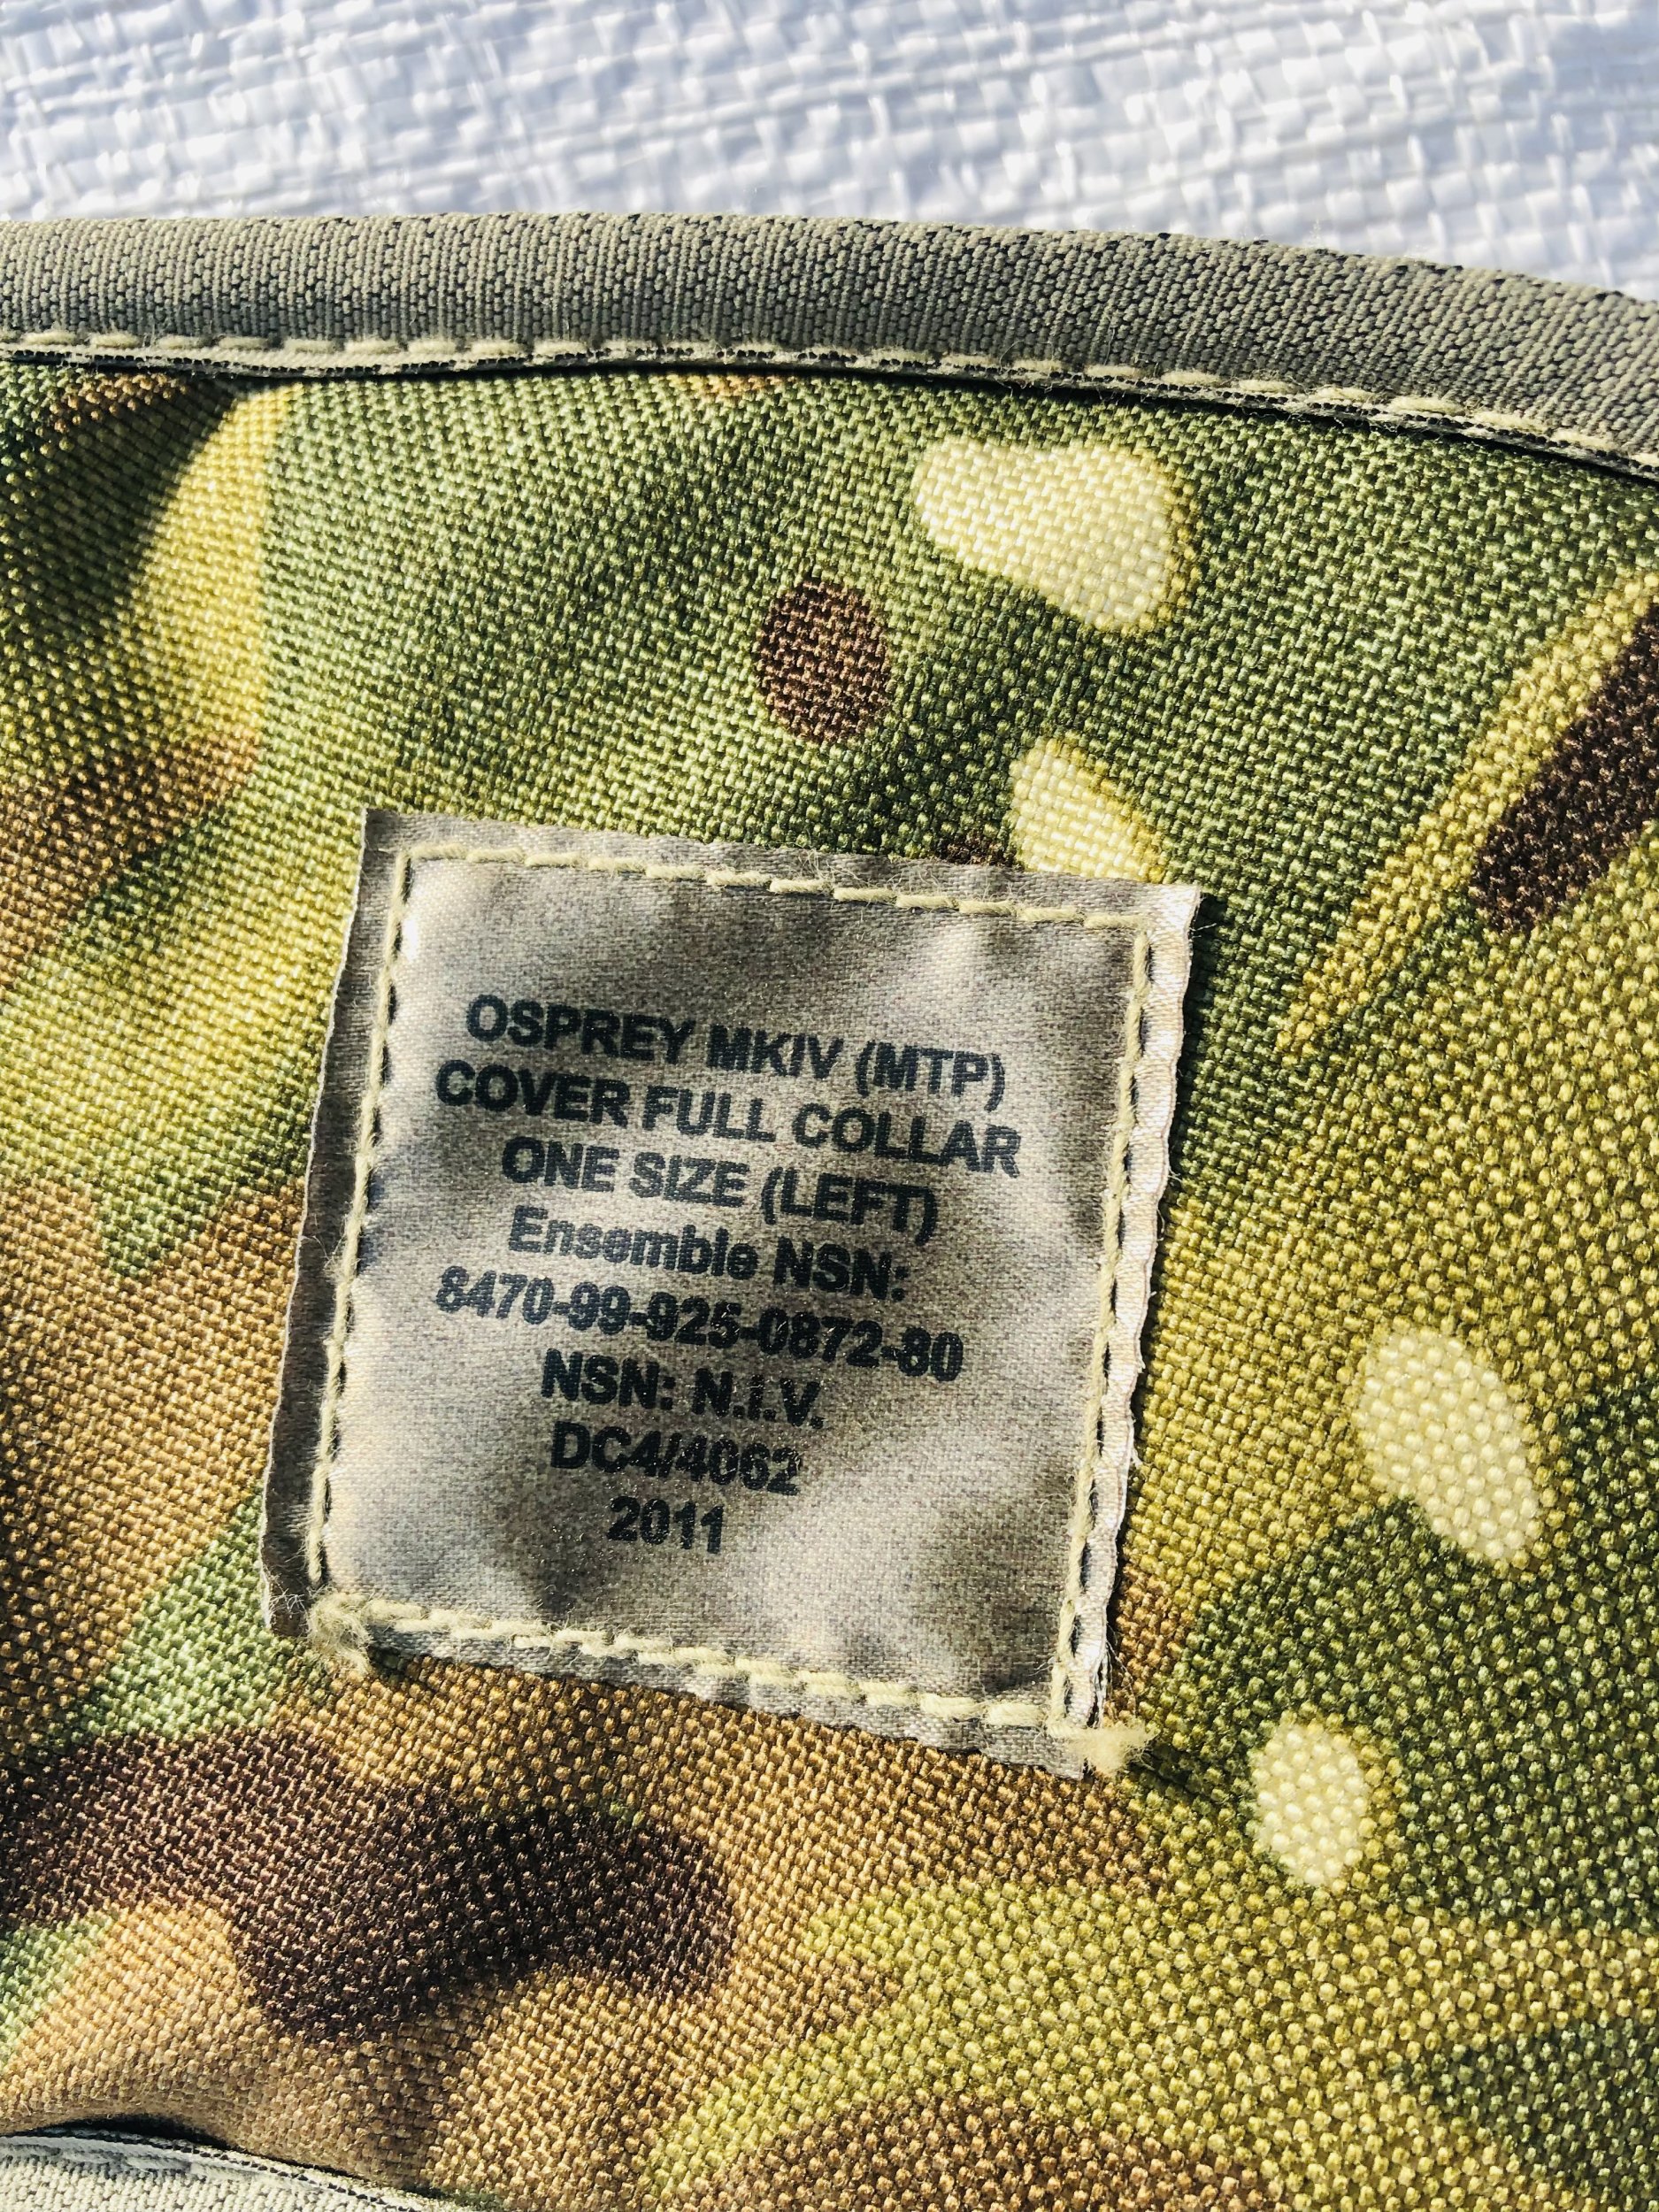 OSPREY MKIV (MTP)
COVER FULL COLLAR
ONE SIZE (LEFT)
Ensemble NSN:
8470-99-925-0872-80
NSN: N.I.V.
DC4/4062
2011